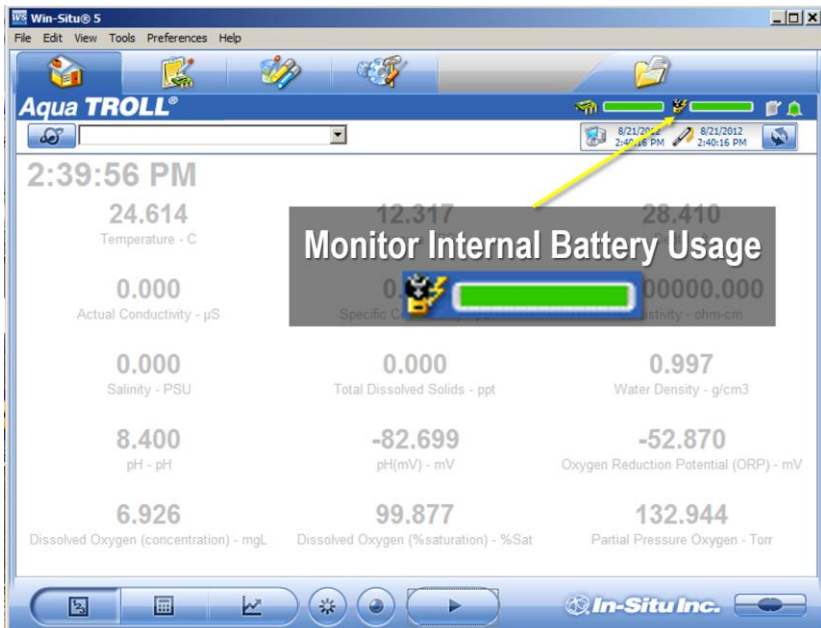 Win-Situ® 5
File Edit View Tools Preferences Help
Aqua TROLL®
8/21/2012 8/21/2012
2:40:16 PM 2:40:16 PM
2:39:56 PM
24.614 12.317 28.410
Temperature - C
Monitor Internal Battery Usage
0.000 0. 00000.000
Actual Conductivity - µS Specific - ohm-cm
0.000 0.000 0.997
Salinity - PSU Total Dissolved Solids - ppt Water Density - g/cm3
8.400 -82.699 -52.870
pH - pH pH(mV) - mV Oxygen Reduction Potential (ORP) - mV
6.926 99.877 132.944
Dissolved Oxygen (concentration) - mgL Dissolved Oxygen (%saturation) - %Sat Partial Pressure Oxygen - Torr
In-Situ Inc.